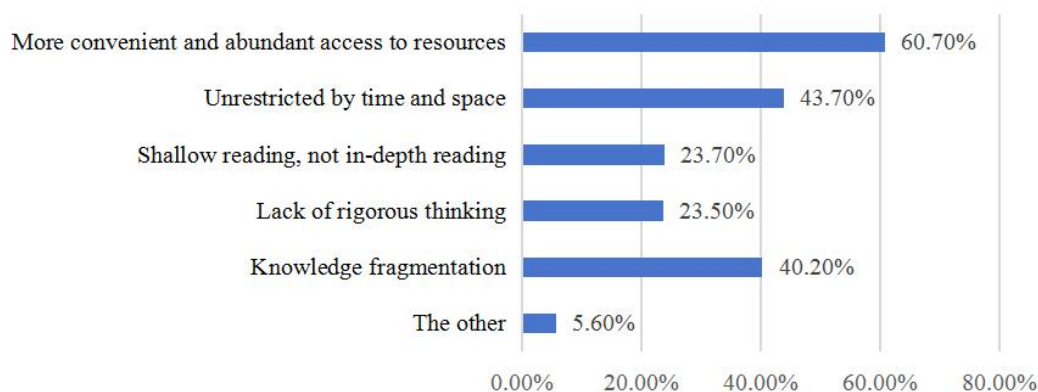 More convenient and abundant access to resources 60.70%
Unrestricted by time and space 43.70%
Shallow reading, not in-depth reading 23.70%
Lack of rigorous thinking 23.50%
Knowledge fragmentation 40.20%
The other 5.60%
0.00% 20.00% 40.00% 60.00% 80.00%